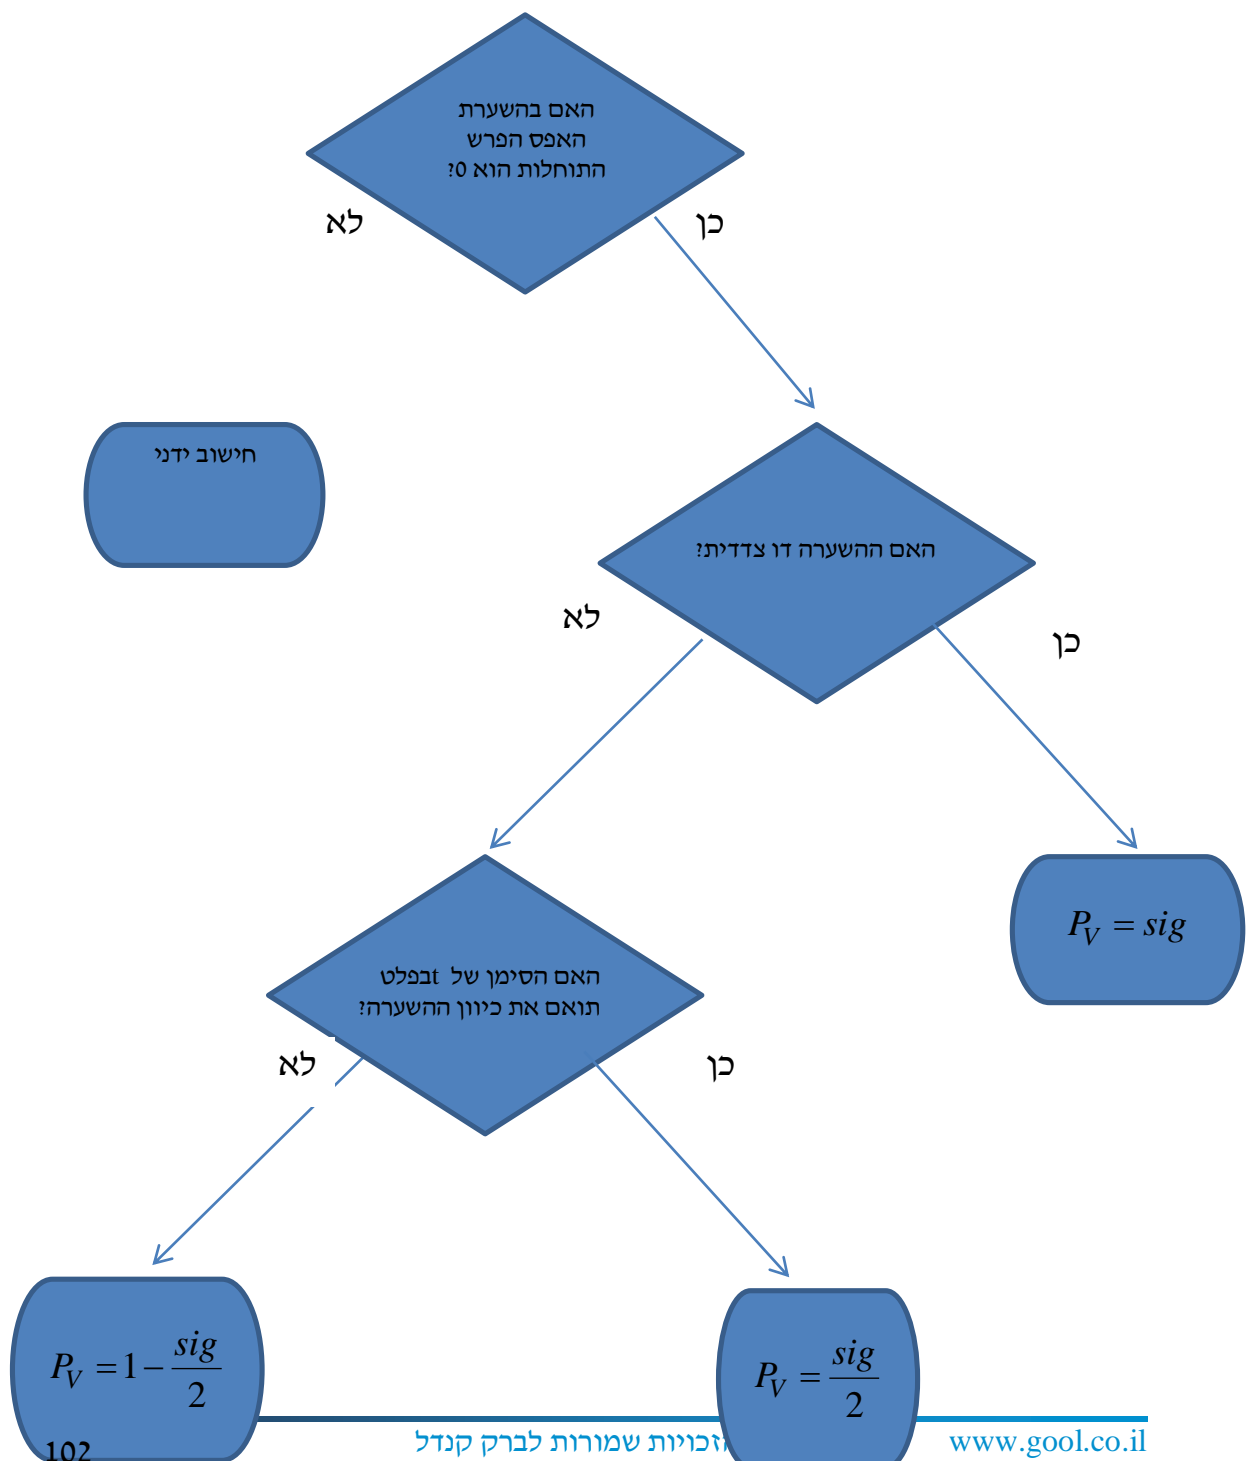 האם בהשערת
האפס הפרש
התוחלות הוא 0?
לא
כן
חישוב ידני
האם ההשערה דו צדדית?
לא
כן
P_V = sig
האם הסימן של tבפלט
תואם את כיוון ההשערה?
לא
כן
P_V = 1 - sig/2
P_V = sig/2
הזכויות שמורות לברק קנדל
www.gool.co.il
102